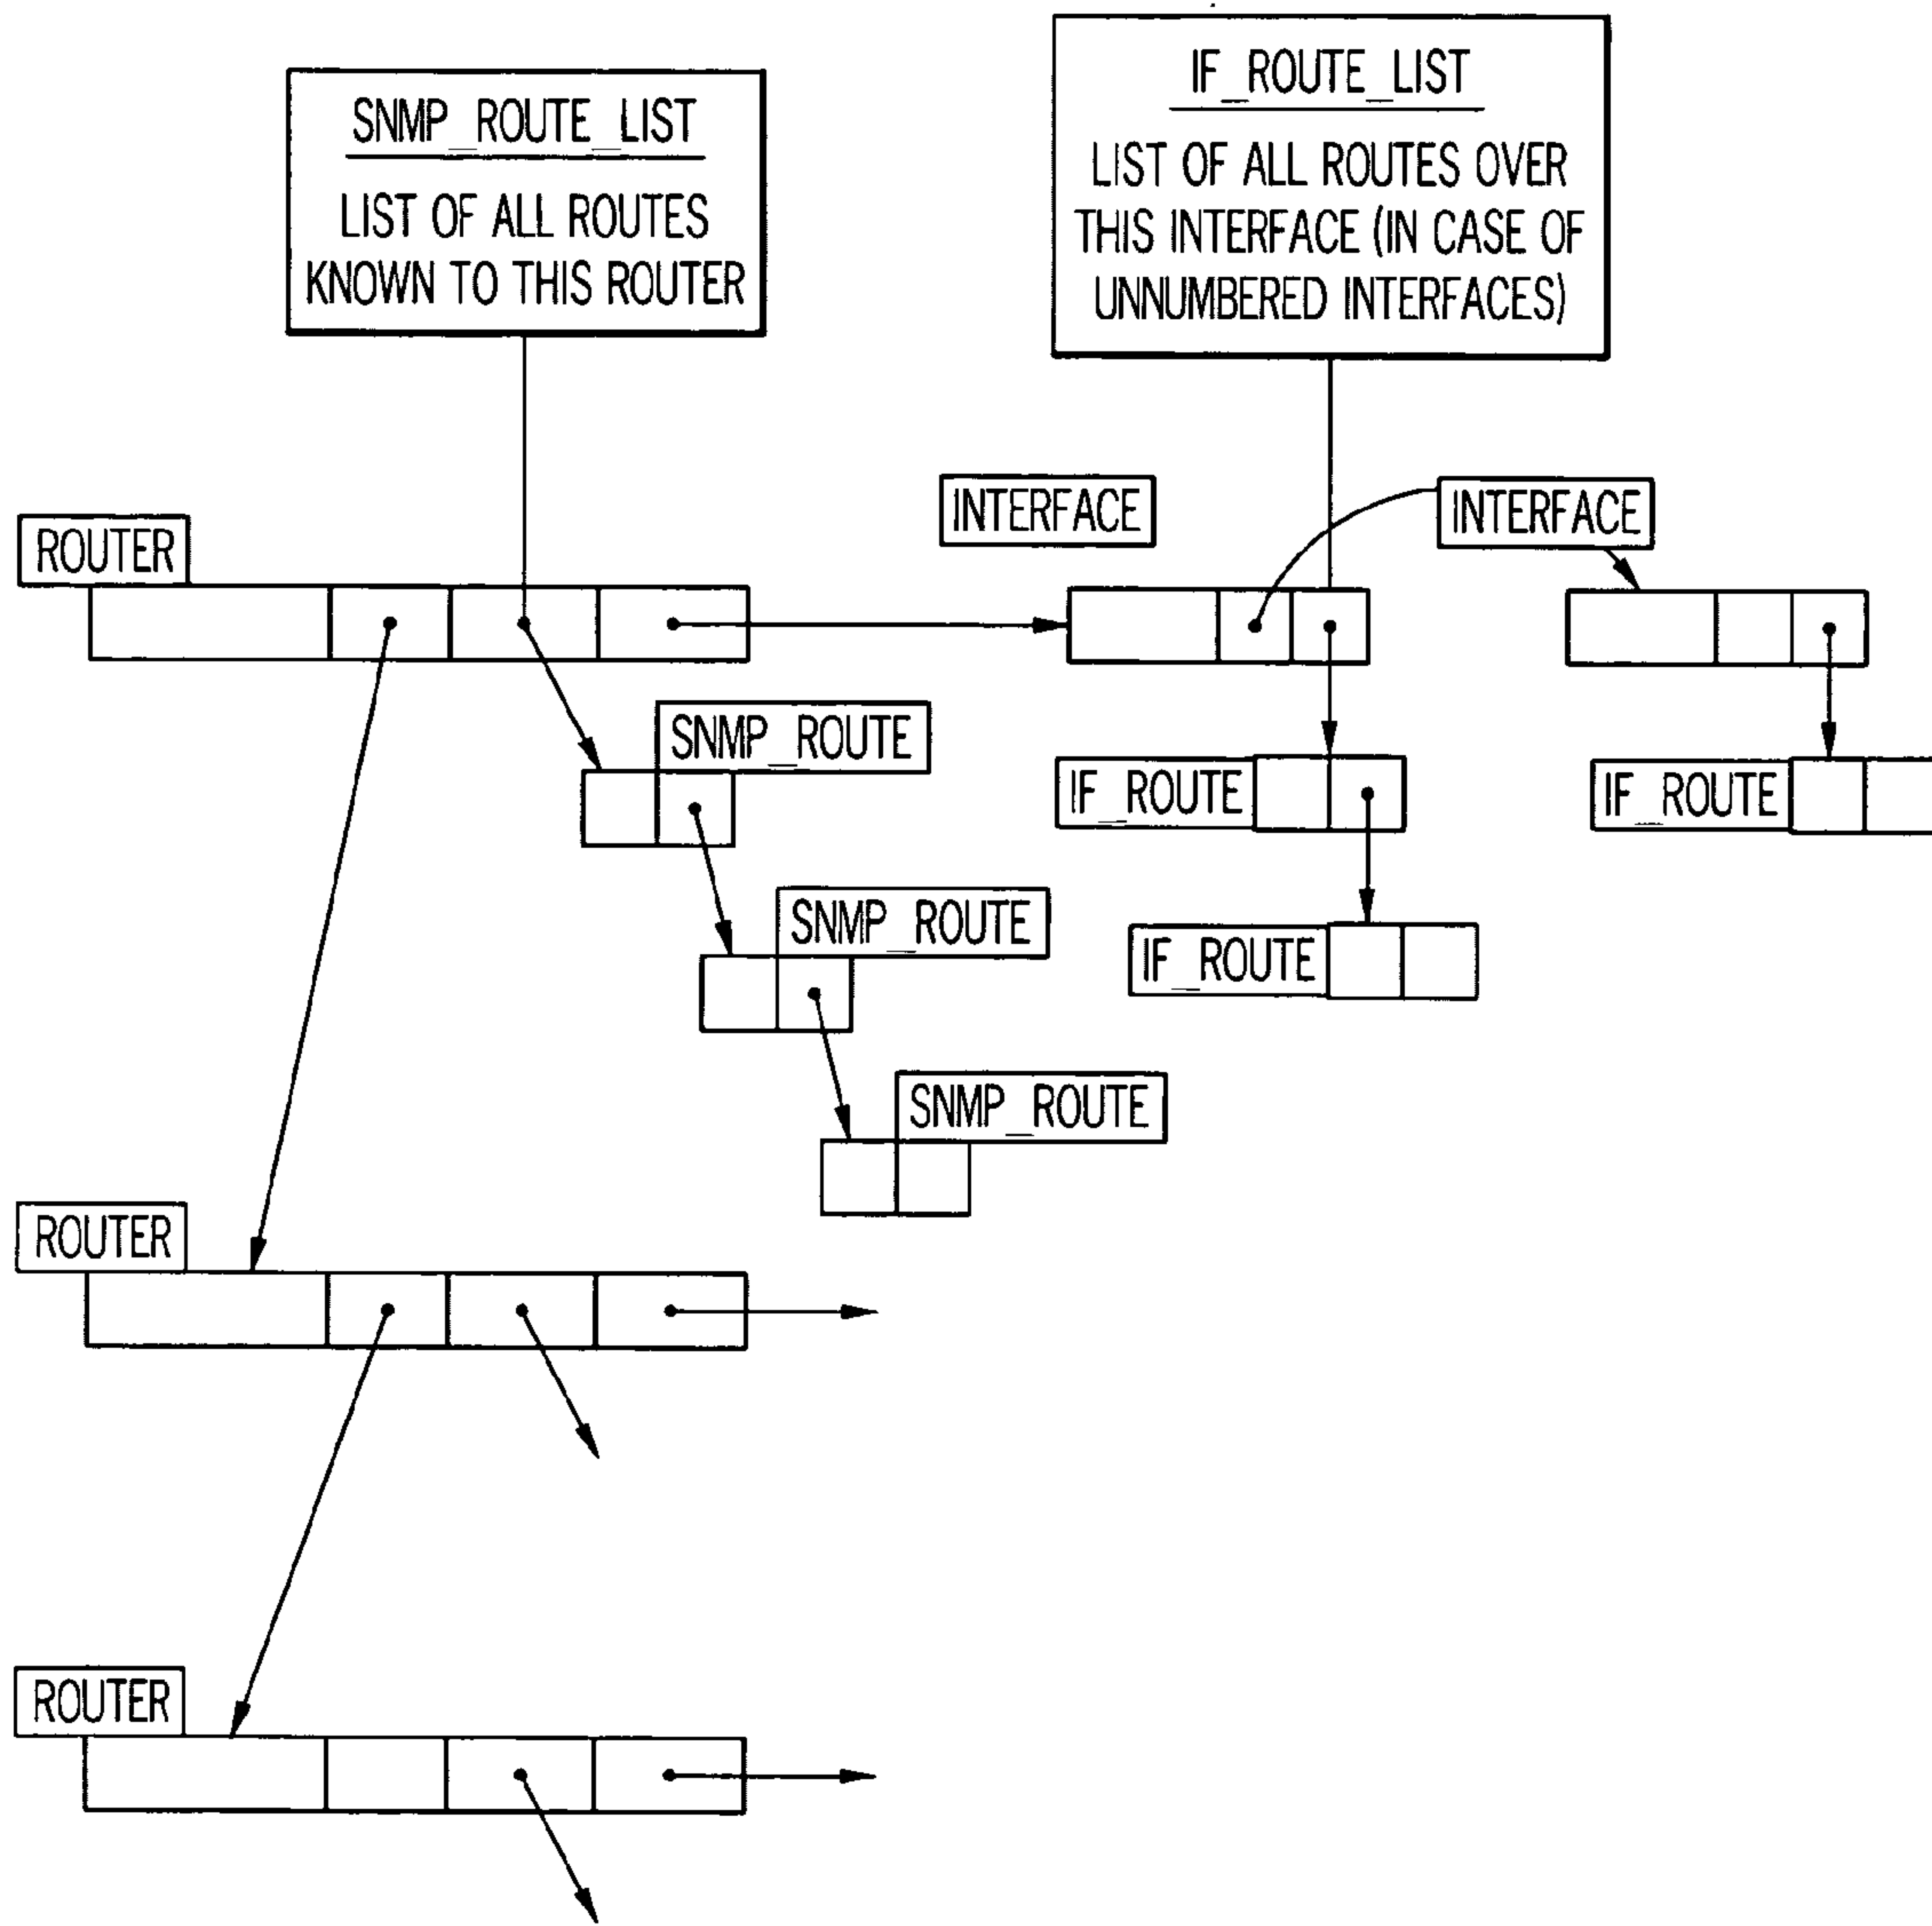 SNMP_ROUTE_LIST
LIST OF ALL ROUTES
KNOWN TO THIS ROUTER
IF_ROUTE_LIST
LIST OF ALL ROUTES OVER
THIS INTERFACE (IN CASE OF
UNNUMBERED INTERFACES)
ROUTER
INTERFACE
INTERFACE
SNMP_ROUTE
IF_ROUTE
IF_ROUTE
SNMP_ROUTE
IF_ROUTE
SNMP_ROUTE
ROUTER
ROUTER